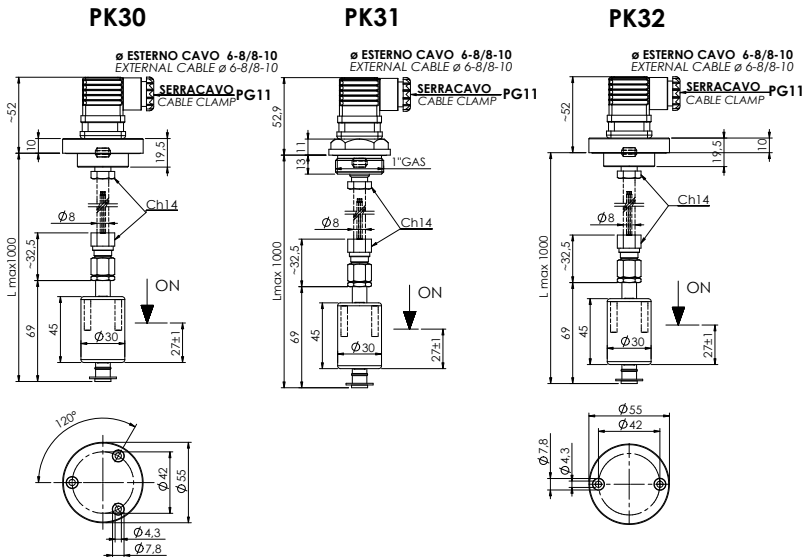 PK30
ø ESTERNO CAVO 6-8/8-10
EXTERNAL CABLE ø 6-8/8-10
SERRACAVO
CABLE CLAMP
PG11
~52
10
19,5
Ch14
Ø8
L max1000
~32,5
ON
69
45
Ø30
27±1
120°
Ø42
Ø55
Ø4,3
Ø7,8
PK31
ø ESTERNO CAVO 6-8/8-10
EXTERNAL CABLE ø 6-8/8-10
SERRACAVO
CABLE CLAMP
PG11
52,9
11
13
1"GAS
Ch14
Ø8
Lmax 1000
~32,5
ON
69
45
Ø30
27±1
PK32
ø ESTERNO CAVO 6-8/8-10
EXTERNAL CABLE ø 6-8/8-10
SERRACAVO
CABLE CLAMP
PG11
~52
10
19,5
Ch14
Ø8
L max 1000
~32,5
ON
69
45
Ø30
27±1
Ø55
Ø42
Ø7,8
Ø4,3